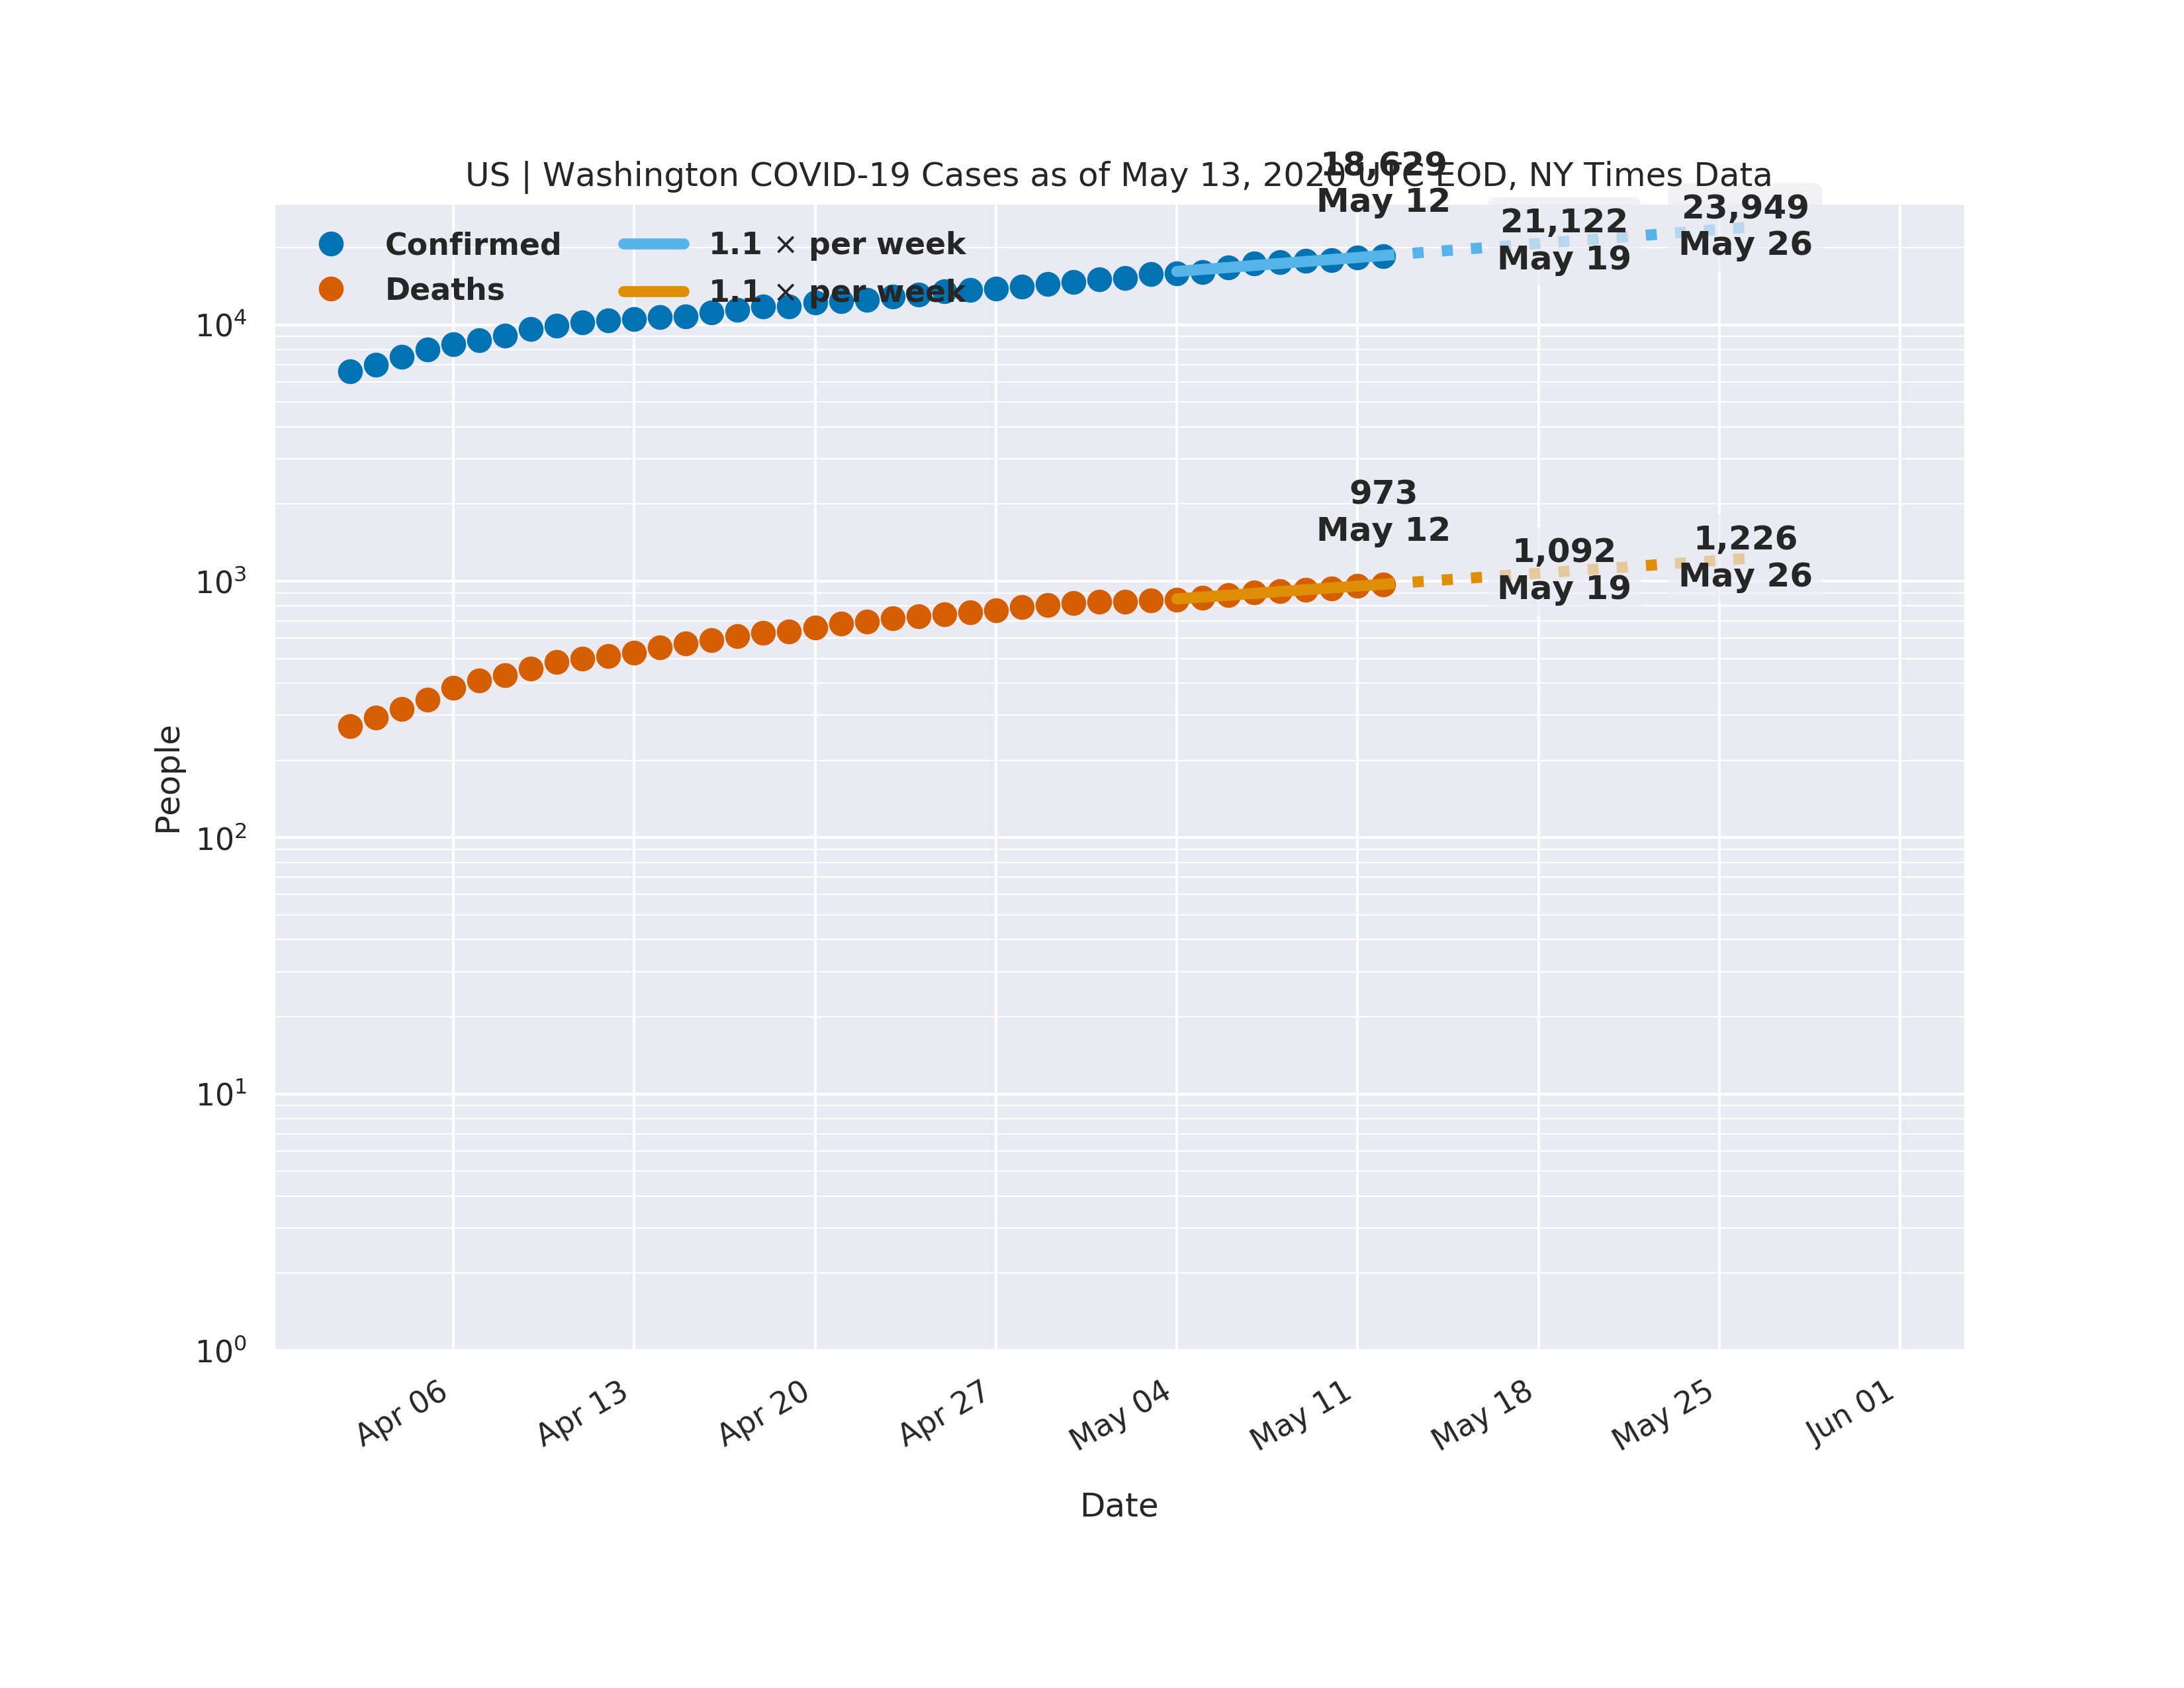 US | Washington COVID-19 Cases as of May 13, 2020 UTC EOD, NY Times Data
18,629
May 12
21,122
May 19
23,949
May 26
Confirmed
Deaths
1.1 × per week
1.1 × per week
973
May 12
1,092
May 19
1,226
May 26
People
10⁴
10³
10²
10¹
10⁰
Apr 06
Apr 13
Apr 20
Apr 27
May 04
May 11
May 18
May 25
Jun 01
Date